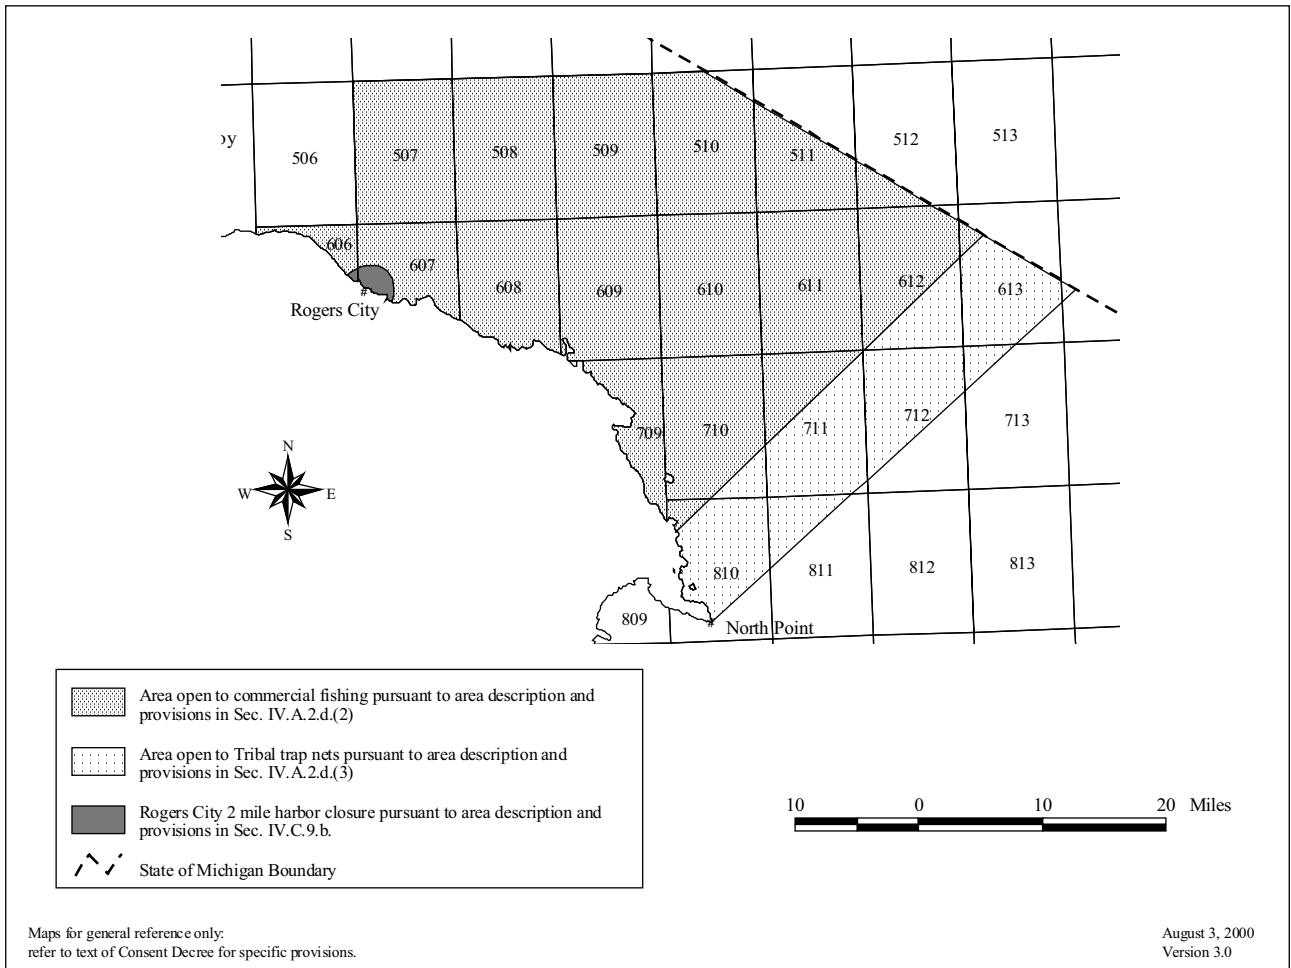 506
507
508
509
510
511
512
513
606
607
608
609
610
611
612
613
Rogers City
709
710
711
712
713
N
W
E
S
809
810
811
812
813
North Point
Area open to commercial fishing pursuant to area description and
provisions in Sec. IV.A.2.d.(2)
Area open to Tribal trap nets pursuant to area description and
provisions in Sec. IV.A.2.d.(3)
Rogers City 2 mile harbor closure pursuant to area description and
provisions in Sec. IV.C.9.b.
State of Michigan Boundary
10 0 10 20 Miles
Maps for general reference only:
refer to text of Consent Decree for specific provisions.
August 3, 2000
Version 3.0